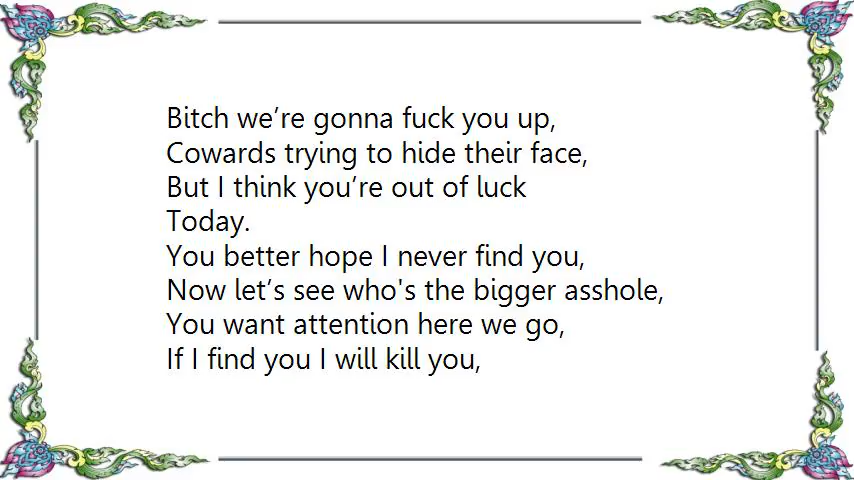 Bitch we’re gonna fuck you up,
Cowards trying to hide their face,
But I think you’re out of luck
Today.
You better hope I never find you,
Now let’s see who's the bigger asshole,
You want attention here we go,
If I find you I will kill you,